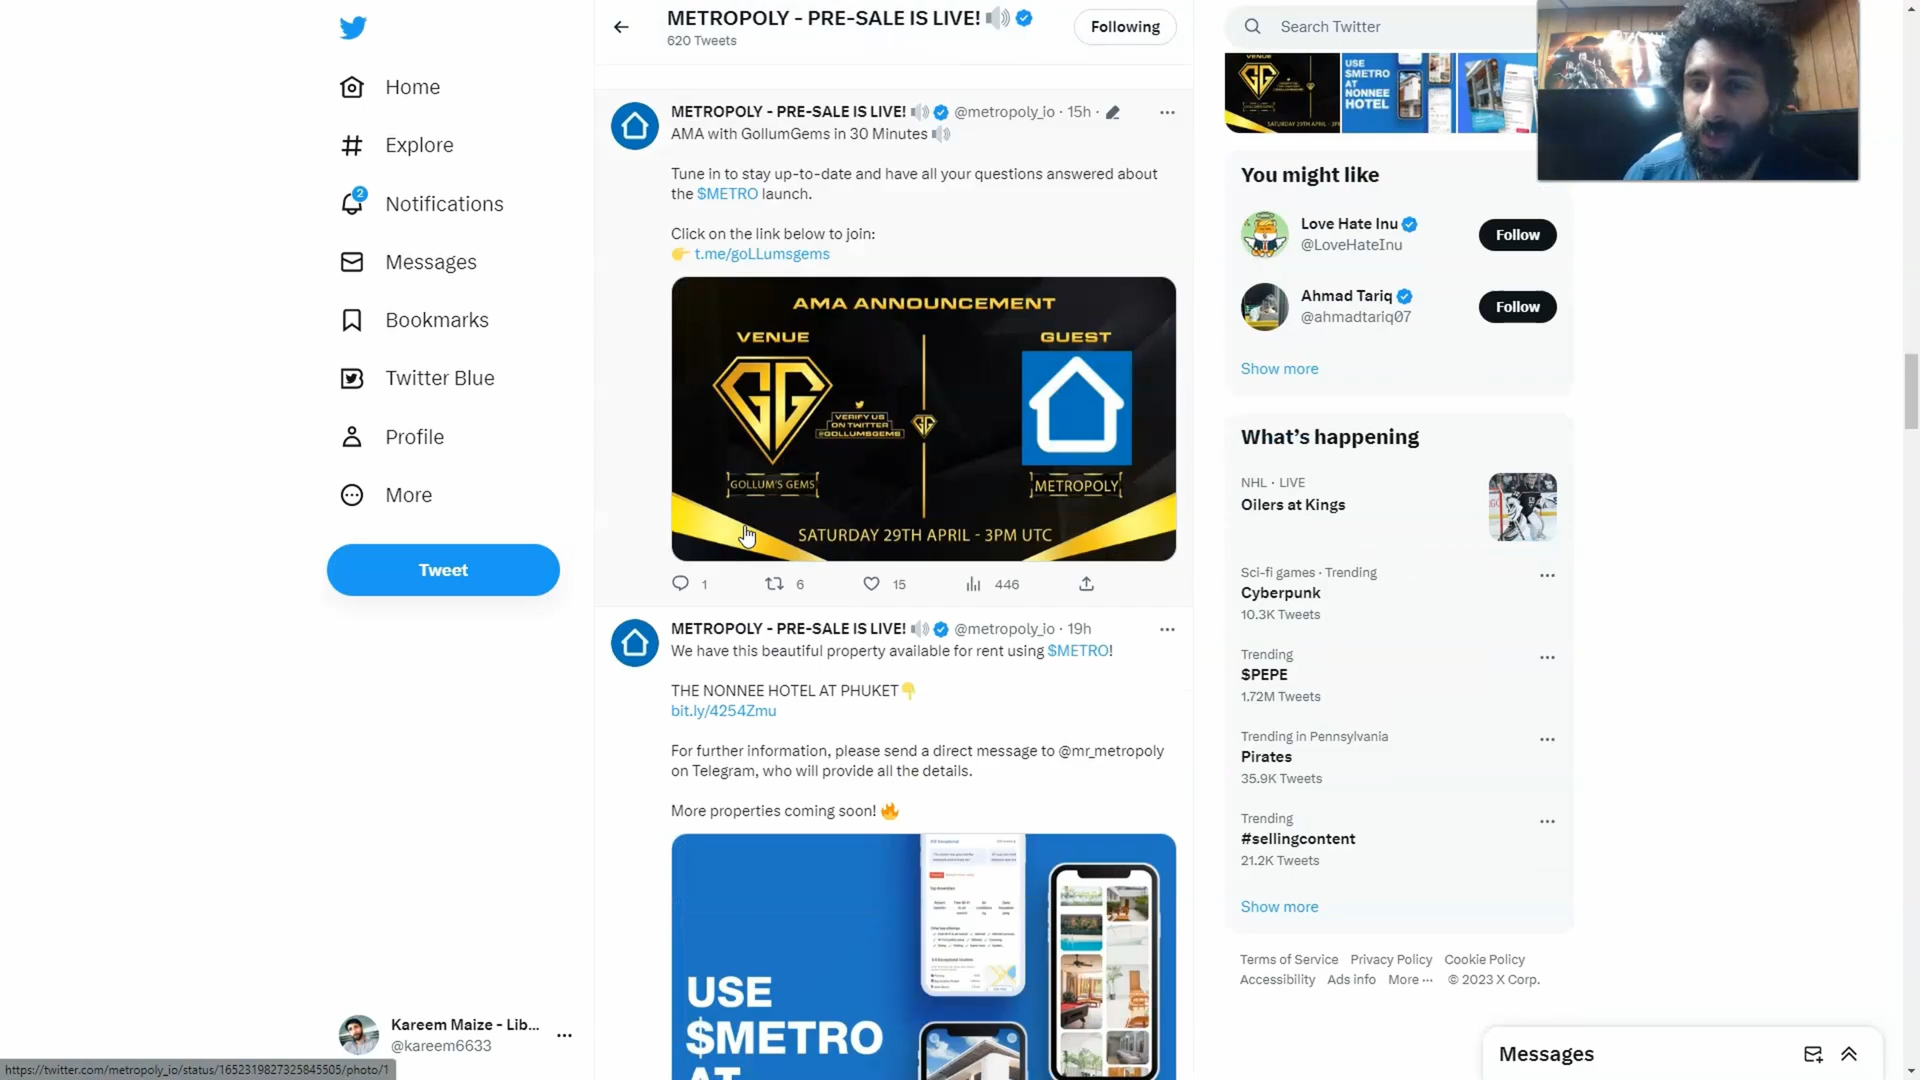 METROPOLY - PRE-SALE IS LIVE!
620 Tweets
Following
Search Twitter
Home
Explore
2
Notifications
Messages
Bookmarks
Twitter Blue
Profile
More
Tweet
Kareem Maize - Lib...
@kareem6633
METROPOLY - PRE-SALE IS LIVE! @metropoly_io · 15h ·
AMA with GollumGems in 30 Minutes
Tune in to stay up-to-date and have all your questions answered about
the $METRO launch.
Click on the link below to join:
t.me/goLLumsgems
AMA ANNOUNCEMENT
VENUE
GUEST
GG
VERIFY US
ON TWITTER
@GOLLUMSGEMS
GOLLUM'S GEMS
METROPOLY
SATURDAY 29TH APRIL - 3PM UTC
1
6
15
446
METROPOLY - PRE-SALE IS LIVE! @metropoly_io · 19h
We have this beautiful property available for rent using $METRO!
THE NONNEE HOTEL AT PHUKET
bit.ly/4254Zmu
For further information, please send a direct message to @mr_metropoly
on Telegram, who will provide all the details.
More properties coming soon!
USE
$METRO
AT
VENUE
GG
SATURDAY 29TH APRIL - 3P
USE
$METRO
AT
NONNEE
HOTEL
You might like
Love Hate Inu
@LoveHateInu
Follow
Ahmad Tariq
@ahmadtariq07
Follow
Show more
What's happening
NHL · LIVE
Oilers at Kings
Sci-fi games · Trending
Cyberpunk
10.3K Tweets
Trending
$PEPE
1.72M Tweets
Trending in Pennsylvania
Pirates
35.9K Tweets
Trending
#sellingcontent
21.2K Tweets
Show more
Terms of Service Privacy Policy Cookie Policy
Accessibility Ads info More ··· © 2023 X Corp.
Messages
https://twitter.com/metropoly_io/status/1652319827325845505/photo/1